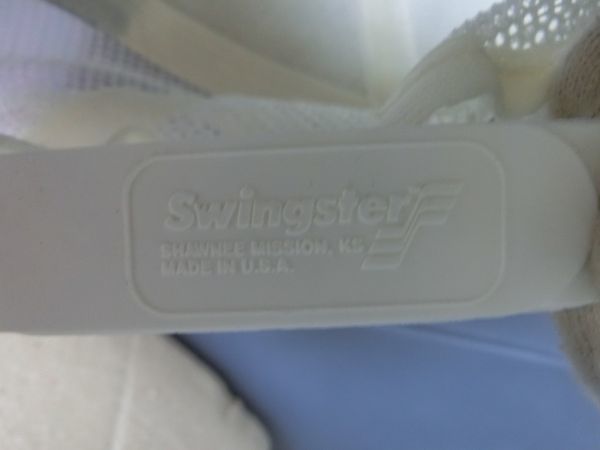 Swingster
SHAWNEE MISSION, KS
MADE IN U.S.A.